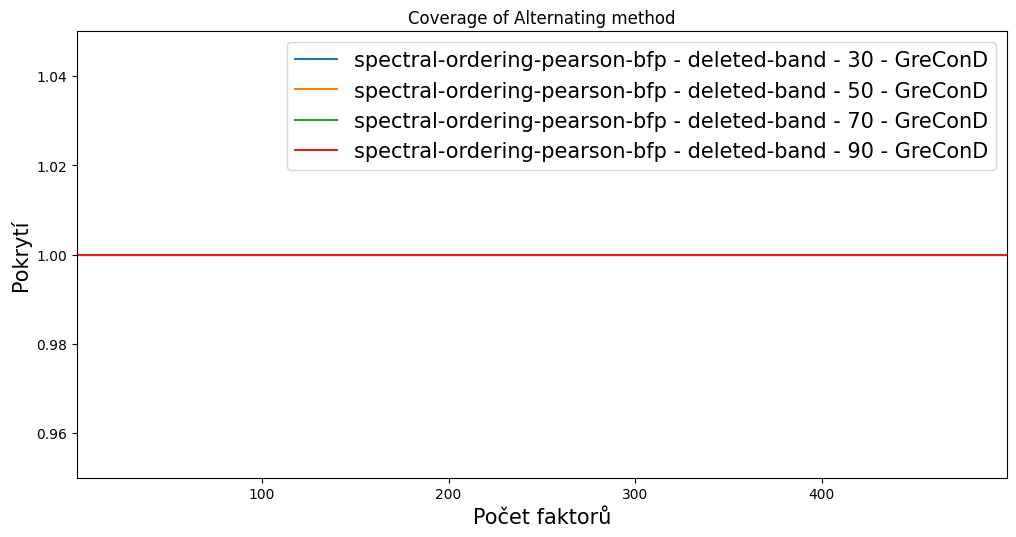 Coverage of Alternating method
spectral-ordering-pearson-bfp - deleted-band - 30 - GreConD
spectral-ordering-pearson-bfp - deleted-band - 50 - GreConD
spectral-ordering-pearson-bfp - deleted-band - 70 - GreConD
spectral-ordering-pearson-bfp - deleted-band - 90 - GreConD
1.04
1.02
1.00
0.98
0.96
Pokrytí
100 200 300 400
Počet faktorů